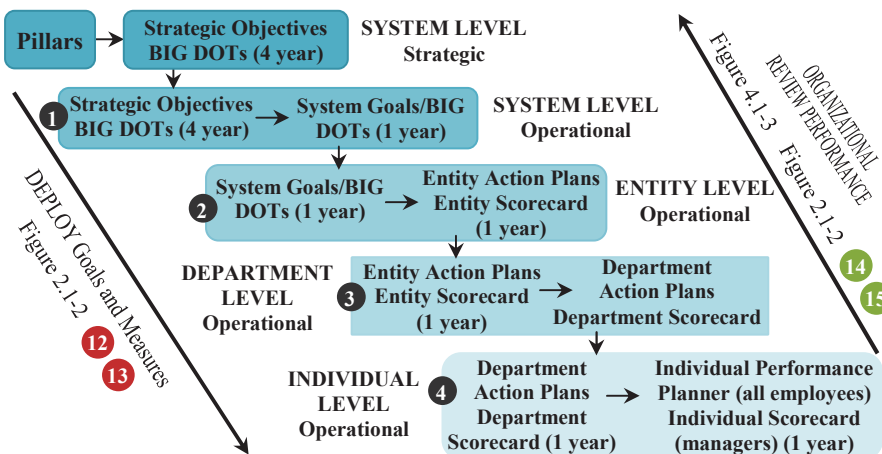 Pillars
Strategic Objectives
BIG DOTs (4 year)
SYSTEM LEVEL
Strategic
1
Strategic Objectives
BIG DOTs (4 year)
System Goals/BIG
DOTs (1 year)
SYSTEM LEVEL
Operational
2
System Goals/BIG
DOTs (1 year)
Entity Action Plans
Entity Scorecard
(1 year)
ENTITY LEVEL
Operational
DEPARTMENT
LEVEL
Operational
3
Entity Action Plans
Entity Scorecard
(1 year)
Department
Action Plans
Department Scorecard
INDIVIDUAL
LEVEL
Operational
4
Department
Action Plans
Department
Scorecard (1 year)
Individual Performance
Planner (all employees)
Individual Scorecard
(managers) (1 year)
DEPLOY Goals and Measures
Figure 2.1-2
12
13
ORGANIZATIONAL
REVIEW PERFORMANCE
Figure 4.1-3 Figure 2.1-2
14
15